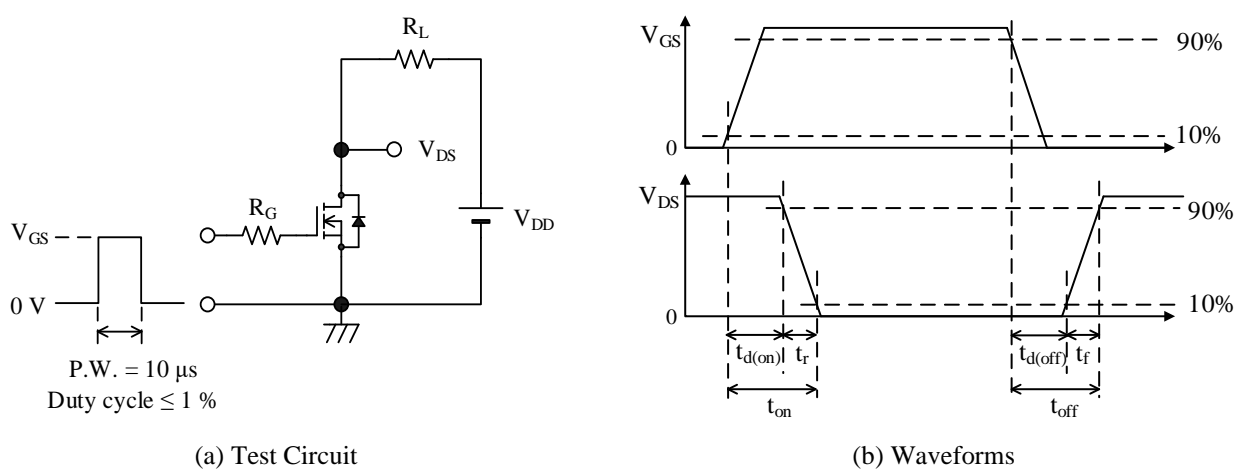 R_L
V_DS
R_G
V_DD
V_GS
0 V
P.W. = 10 μs
Duty cycle ≤ 1 %
(a) Test Circuit
V_GS
90%
10%
0
V_DS
90%
10%
0
t_d(on) t_r
t_d(off) t_f
t_on
t_off
(b) Waveforms